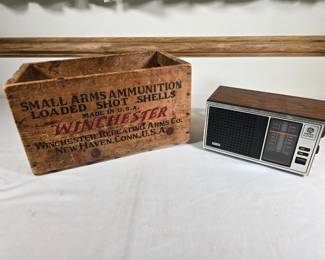 SMALL ARMS AMMUNITION
LOADED SHOT SHELLS
MADE IN U.S.A.
WINCHESTER
WINCHESTER REPEATING ARMS CO.
NEW HAVEN, CONN. U.S.A.